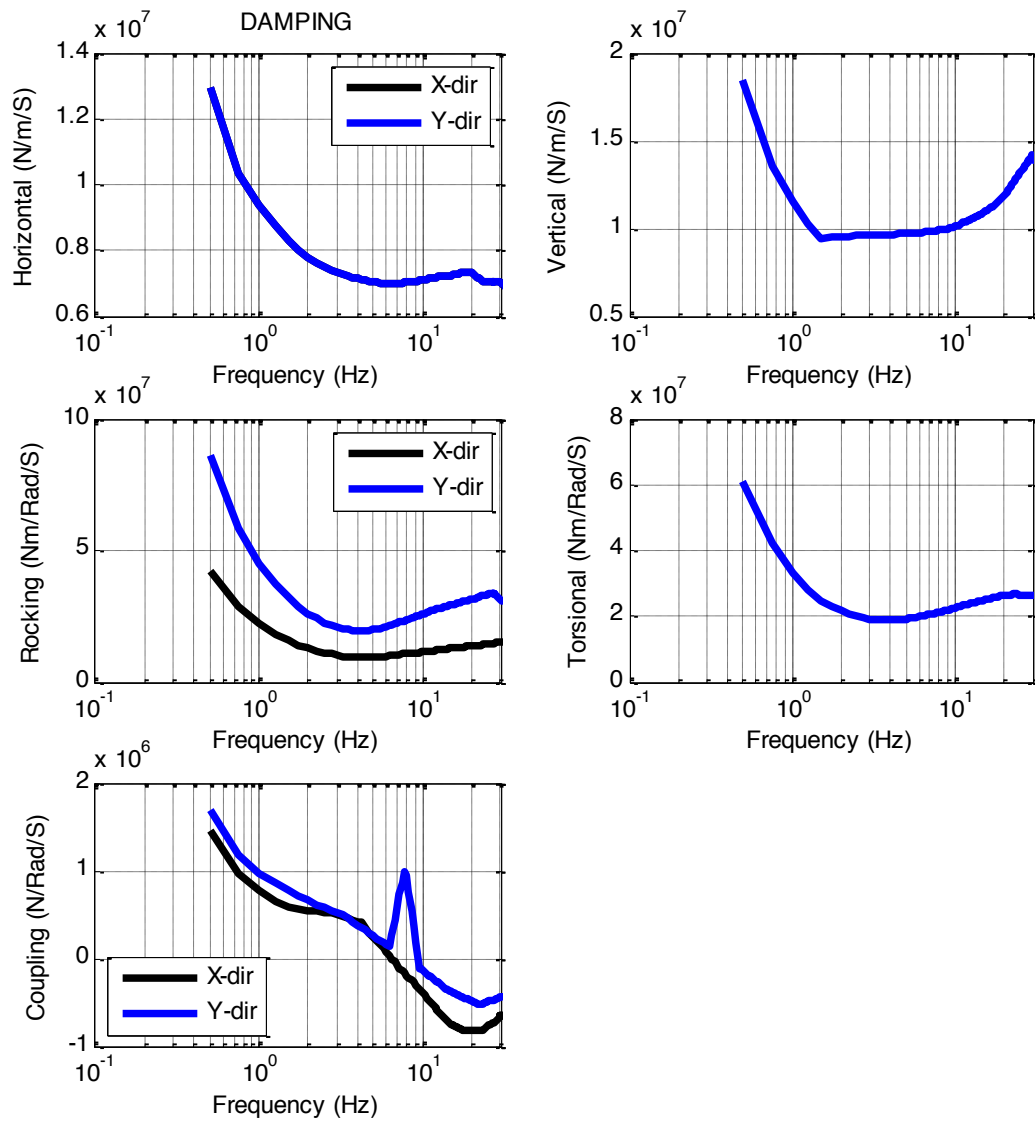 DAMPING
x 10^7
1.4
1.2
1
0.8
0.6
Horizontal (N/m/S)
X-dir
Y-dir
10^-1
10^0
10^1
Frequency (Hz)
x 10^7
2
1.5
1
0.5
Vertical (N/m/S)
10^-1
10^0
10^1
Frequency (Hz)
x 10^7
10
5
0
Rocking (Nm/Rad/S)
X-dir
Y-dir
10^-1
10^0
10^1
Frequency (Hz)
x 10^7
8
6
4
2
0
Torsional (Nm/Rad/S)
10^-1
10^0
10^1
Frequency (Hz)
x 10^6
2
1
0
-1
Coupling (N/Rad/S)
X-dir
Y-dir
10^-1
10^0
10^1
Frequency (Hz)